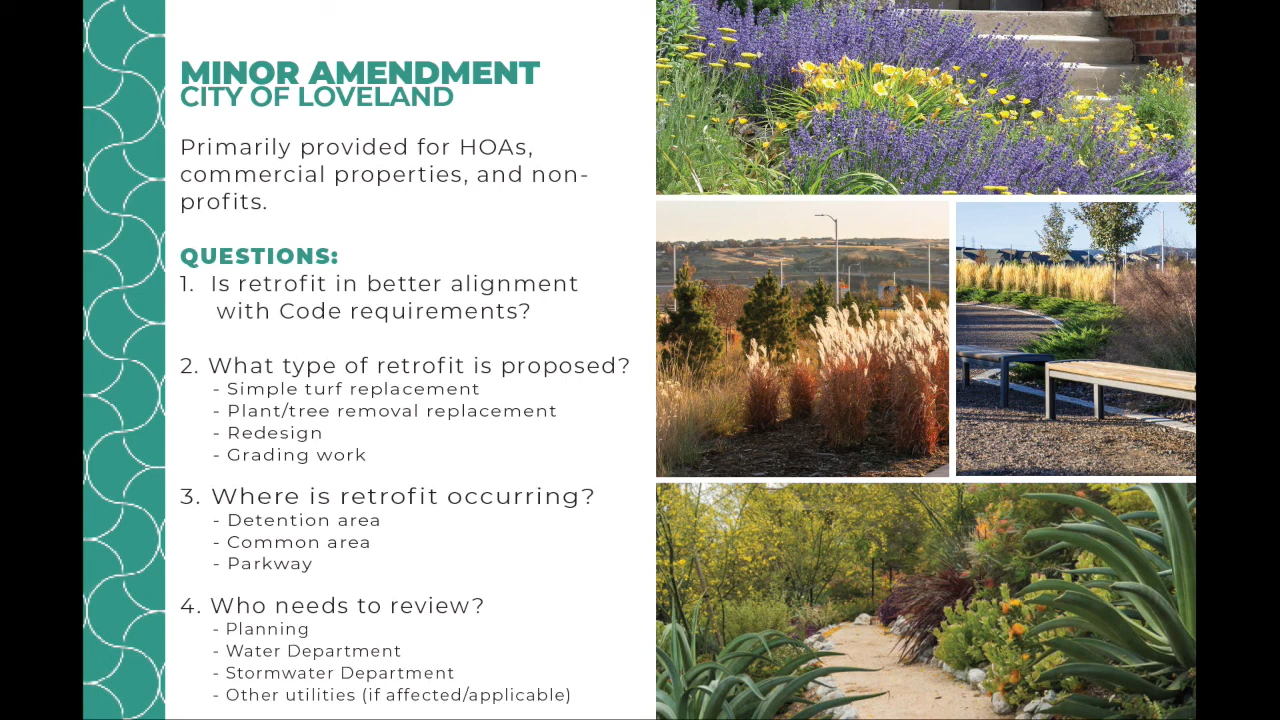 MINOR AMENDMENT
CITY OF LOVELAND
Primarily provided for HOAs,
commercial properties, and non-
profits.
QUESTIONS:
1. Is retrofit in better alignment
with Code requirements?
2. What type of retrofit is proposed?
- Simple turf replacement
- Plant/tree removal replacement
- Redesign
- Grading work
3. Where is retrofit occurring?
- Detention area
- Common area
- Parkway
4. Who needs to review?
- Planning
- Water Department
- Stormwater Department
- Other utilities (if affected/applicable)